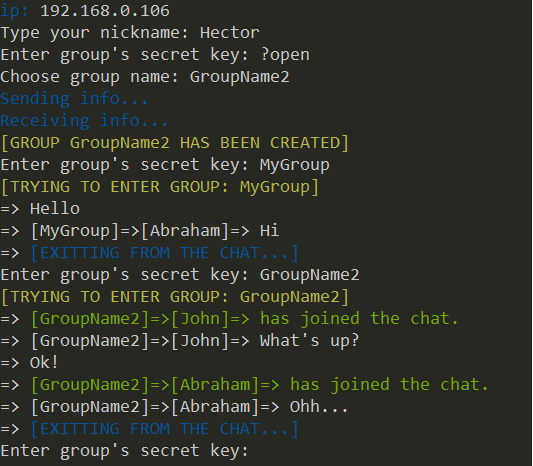 ip: 192.168.0.106
Type your nickname: Hector
Enter group's secret key: ?open
Choose group name: GroupName2
Sending info...
Receiving info...
[GROUP GroupName2 HAS BEEN CREATED]
Enter group's secret key: MyGroup
[TRYING TO ENTER GROUP: MyGroup]
=> Hello
=> [MyGroup]=>[Abraham]=> Hi
=> [EXITTING FROM THE CHAT...]
Enter group's secret key: GroupName2
[TRYING TO ENTER GROUP: GroupName2]
=> [GroupName2]=>[John]=> has joined the chat.
=> [GroupName2]=>[John]=> What's up?
=> Ok!
=> [GroupName2]=>[Abraham]=> has joined the chat.
=> [GroupName2]=>[Abraham]=> Ohh...
=> [EXITTING FROM THE CHAT...]
Enter group's secret key: